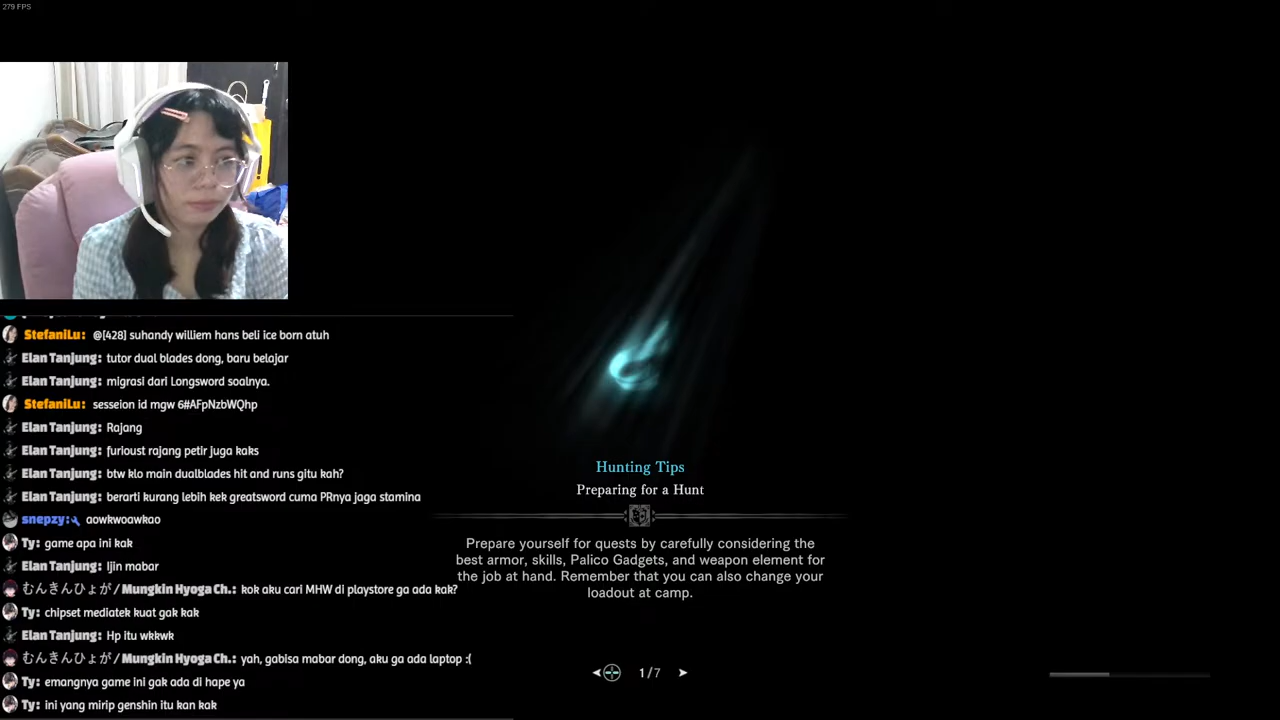 279 FPS
StefaniLu: @[428] suhandy williem hans beli ice born atuh
Elan Tanjung: tutor dual blades dong, baru belajar
Elan Tanjung: migrasi dari Longsword soalnya.
StefaniLu: sesseion id mgw 6#AFpNzbWQhp
Elan Tanjung: Rajang
Elan Tanjung: furioust rajang petir juga kaks
Elan Tanjung: btw klo main dualblades hit and runs gitu kah?
Elan Tanjung: berarti kurang lebih kek greatsword cuma PRnya jaga stamina
snepzy: aowkwoawkao
Ty: game apa ini kak
Elan Tanjung: Ijin mabar
むんきんひょが / Mungkin Hyoga Ch.: kok aku cari MHW di playstore ga ada kak?
Ty: chipset mediatek kuat gak kak
Elan Tanjung: Hp itu wkkwk
むんきんひょが / Mungkin Hyoga Ch.: yah, gabisa mabar dong, aku ga ada laptop :(
Ty: emangnya game ini gak ada di hape ya
Ty: ini yang mirip genshin itu kan kak
Hunting Tips
Preparing for a Hunt
Prepare yourself for quests by carefully considering the
best armor, skills, Palico Gadgets, and weapon element for
the job at hand. Remember that you can also change your
loadout at camp.
1/7